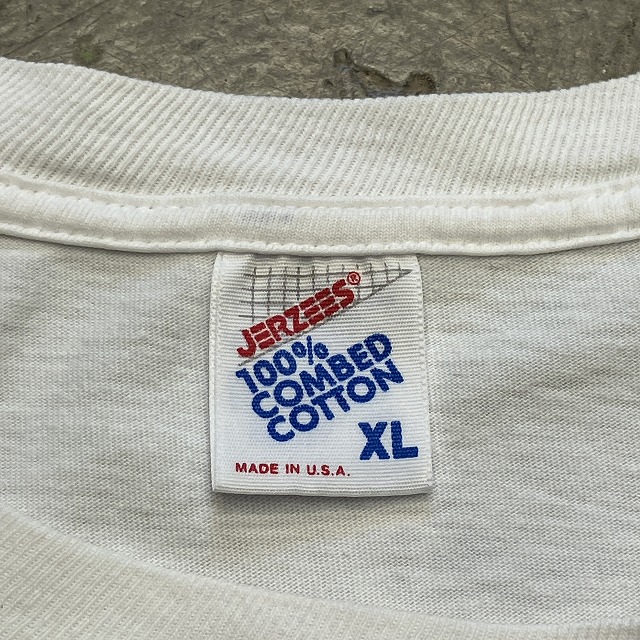 JERZEES®
100%
COMBED
COTTON
XL
MADE IN U.S.A.